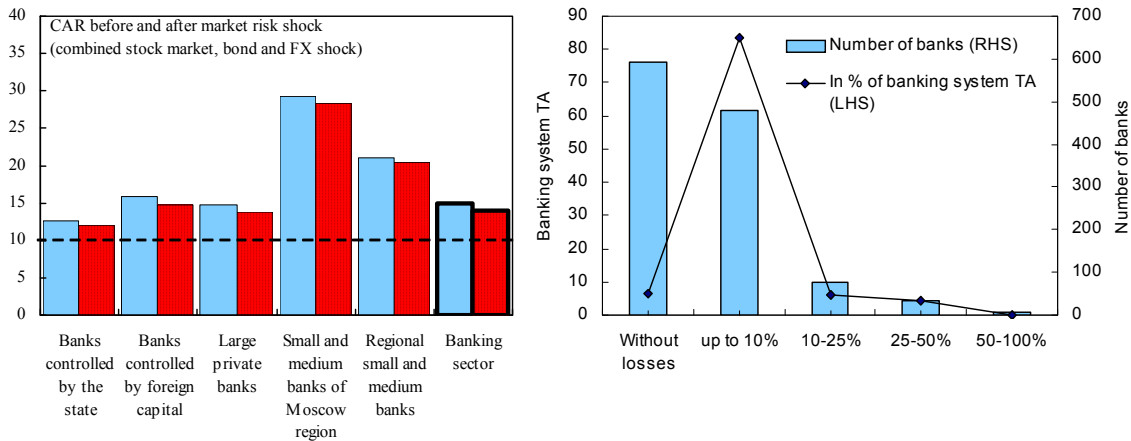 CAR before and after market risk shock
(combined stock market, bond and FX shock)
40
35
30
25
20
15
10
5
0
Banks
controlled
by the
state
Banks
controlled
by foreign
capital
Large
private
banks
Small and
medium
banks of
Moscow
region
Regional
small and
medium
banks
Banking
sector
Banking system TA
90
80
70
60
50
40
30
20
10
0
Number of banks (RHS)
In % of banking system TA
(LHS)
700
600
500
400
300
200
100
0
Number of banks
Without
losses
up to 10%
10-25%
25-50%
50-100%